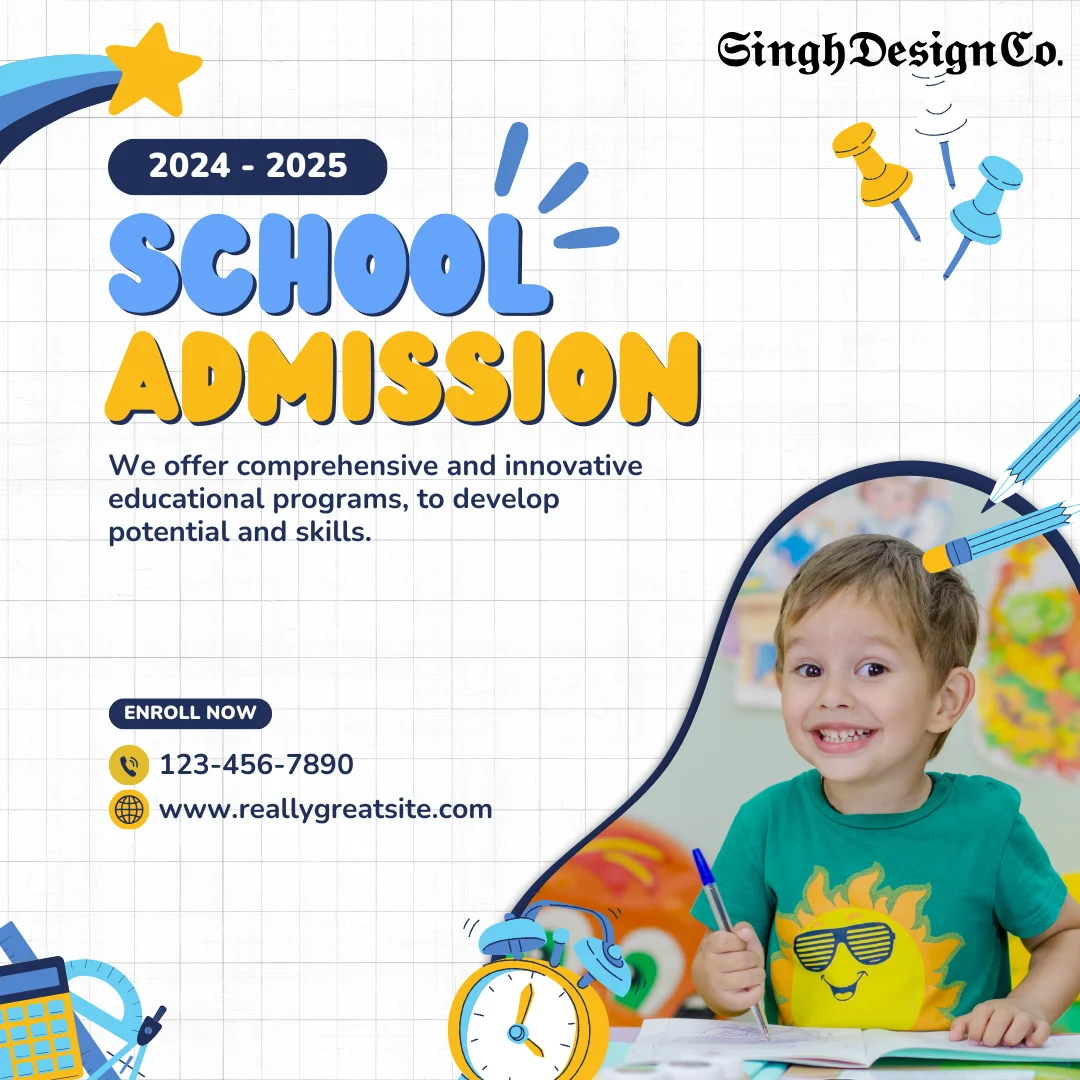 SinghDesignCo.
2024 - 2025
SCHOOL
ADMISSION
We offer comprehensive and innovative
educational programs, to develop
potential and skills.
ENROLL NOW
123-456-7890
www.reallygreatsite.com